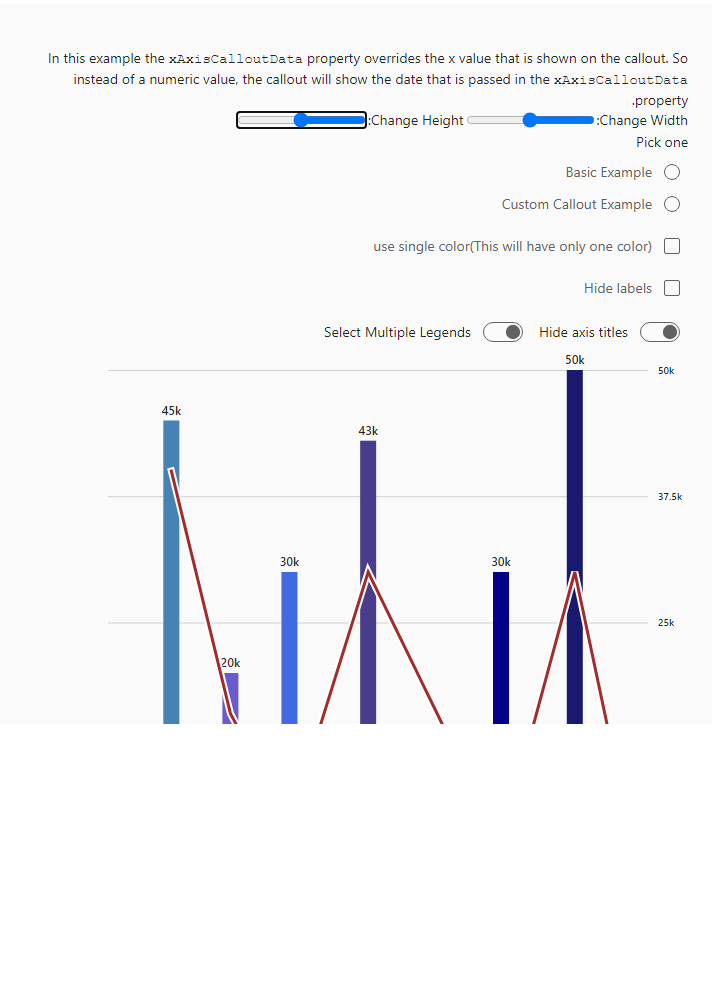 In this example the xAxisCalloutData property overrides the x value that is shown on the callout. So
instead of a numeric value, the callout will show the date that is passed in the xAxisCalloutData
.property
:Change Width :Change Height
Pick one
Basic Example
Custom Callout Example
use single color(This will have only one color)
Hide labels
Hide axis titles Select Multiple Legends
50k
50k
45k
43k
37.5k
30k
30k
25k
20k